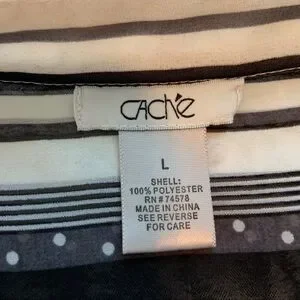 CACHé
L
SHELL:
100% POLYESTER
RN# 74578
MADE IN CHINA
SEE REVERSE
FOR CARE